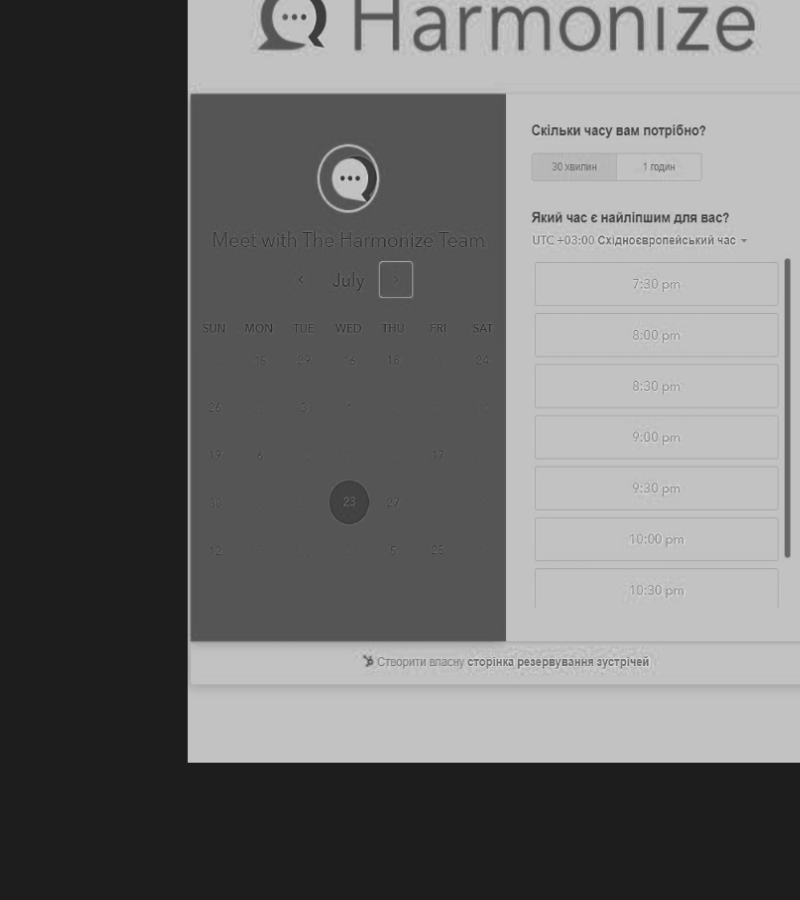 Harmonize
Meet with The Harmonize Team
July
SUN MON TUE WED THU FRI SAT
15 29 16 18 24
26 31
19 6 17
30 23 27
12 5 25
Скільки часу вам потрібно?
30 хвилин 1 годин
Який час є найліпшим для вас?
UTC +03:00 Східноєвропейський час
7:30 pm
8:00 pm
8:30 pm
9:00 pm
9:30 pm
10:00 pm
10:30 pm
Створити власну сторінка резервування зустрічей